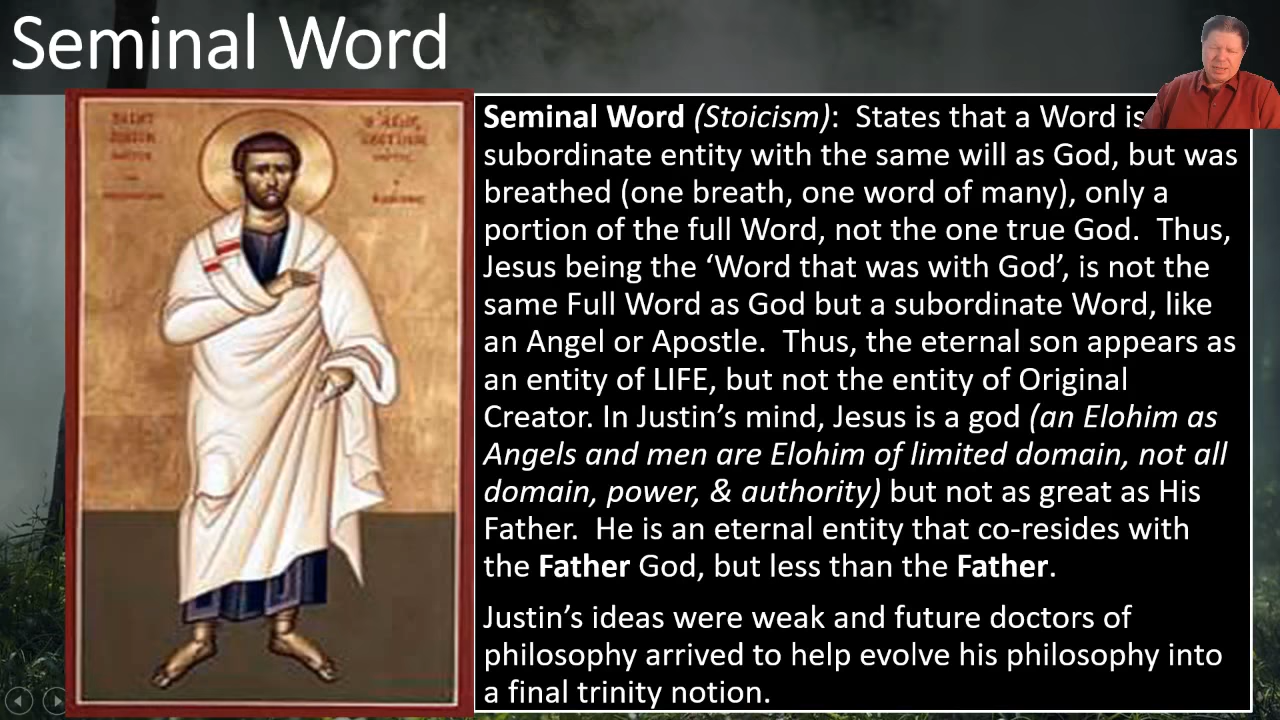 Seminal Word
SAINT
JUSTIN
Seminal Word (Stoicism): States that a Word is
subordinate entity with the same will as God, but was
breathed (one breath, one word of many), only a
portion of the full Word, not the one true God. Thus,
Jesus being the ‘Word that was with God’, is not the
same Full Word as God but a subordinate Word, like
an Angel or Apostle. Thus, the eternal son appears as
an entity of LIFE, but not the entity of Original
Creator. In Justin’s mind, Jesus is a god (an Elohim as
Angels and men are Elohim of limited domain, not all
domain, power, & authority) but not as great as His
Father. He is an eternal entity that co-resides with
the Father God, but less than the Father.
Justin’s ideas were weak and future doctors of
philosophy arrived to help evolve his philosophy into
a final trinity notion.